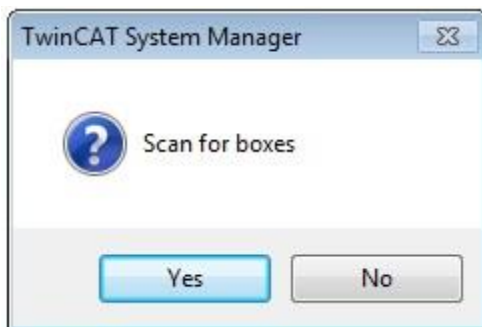 TwinCAT System Manager
Scan for boxes
Yes
No